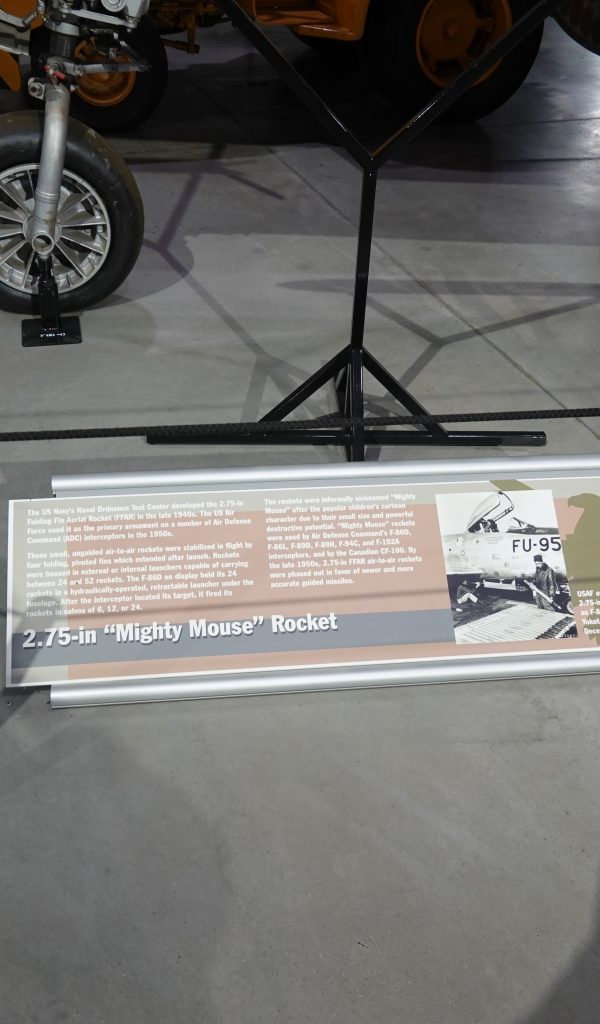 The US Navy's Naval Ordnance Test Center developed the 2.75-in
Folding Fin Aerial Rocket (FFAR) in the late 1940s. The US Air
Force used it as the primary armament on a number of Air Defense
Command (ADC) interceptors in the 1950s.
These small, unguided air-to-air rockets were stabilized in flight by
four folding, pivoted fins which extended after launch. Rockets
were housed in external or internal launchers capable of carrying
between 24 and 52 rockets. The F-86D on display held its 24
rockets in a hydraulically-operated, retractable launcher under the
fuselage. After the interceptor located its target, it fired its
rockets in salvos of 6, 12, or 24.
The rockets were informally nicknamed "Mighty
Mouse" after the popular children's cartoon
character due to their small size and powerful
destructive potential. "Mighty Mouse" rockets
were used by Air Defense Command's F-86D,
F-86L, F-89D, F-89H, F-94C, and F-102A
interceptors, and by the Canadian CF-100. By
the late 1950s, 2.75-in FFAR air-to-air rockets
were phased out in favor of newer and more
accurate guided missiles.
FU-95
USAF
2.75-in
an F-8
Yokot
Dece
2.75-in "Mighty Mouse" Rocket